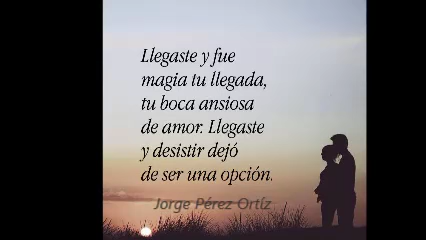 Llegaste y fue
magia tu llegada,
tu boca ansiosa
de amor. Llegaste
y desistir dejó
de ser una opción.
Jorge Pérez Ortíz